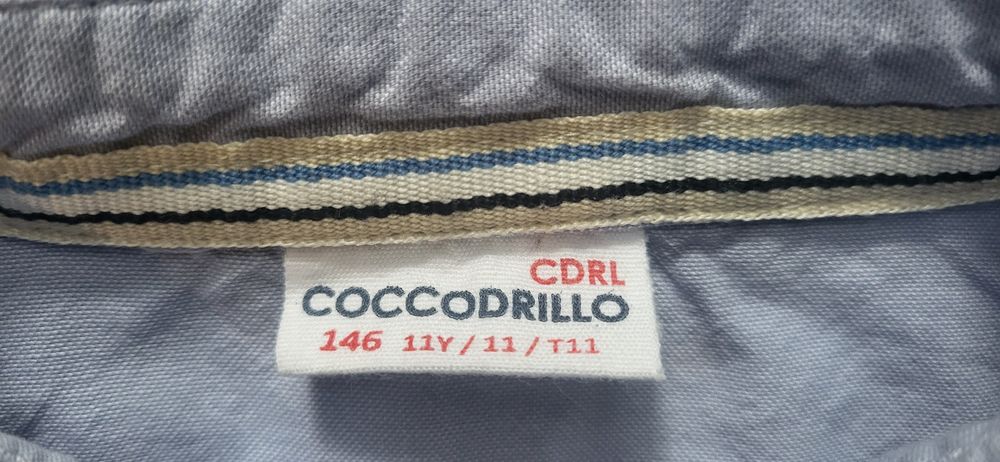 CDRL
COCCODRILLO
146 11Y / 11 / T11